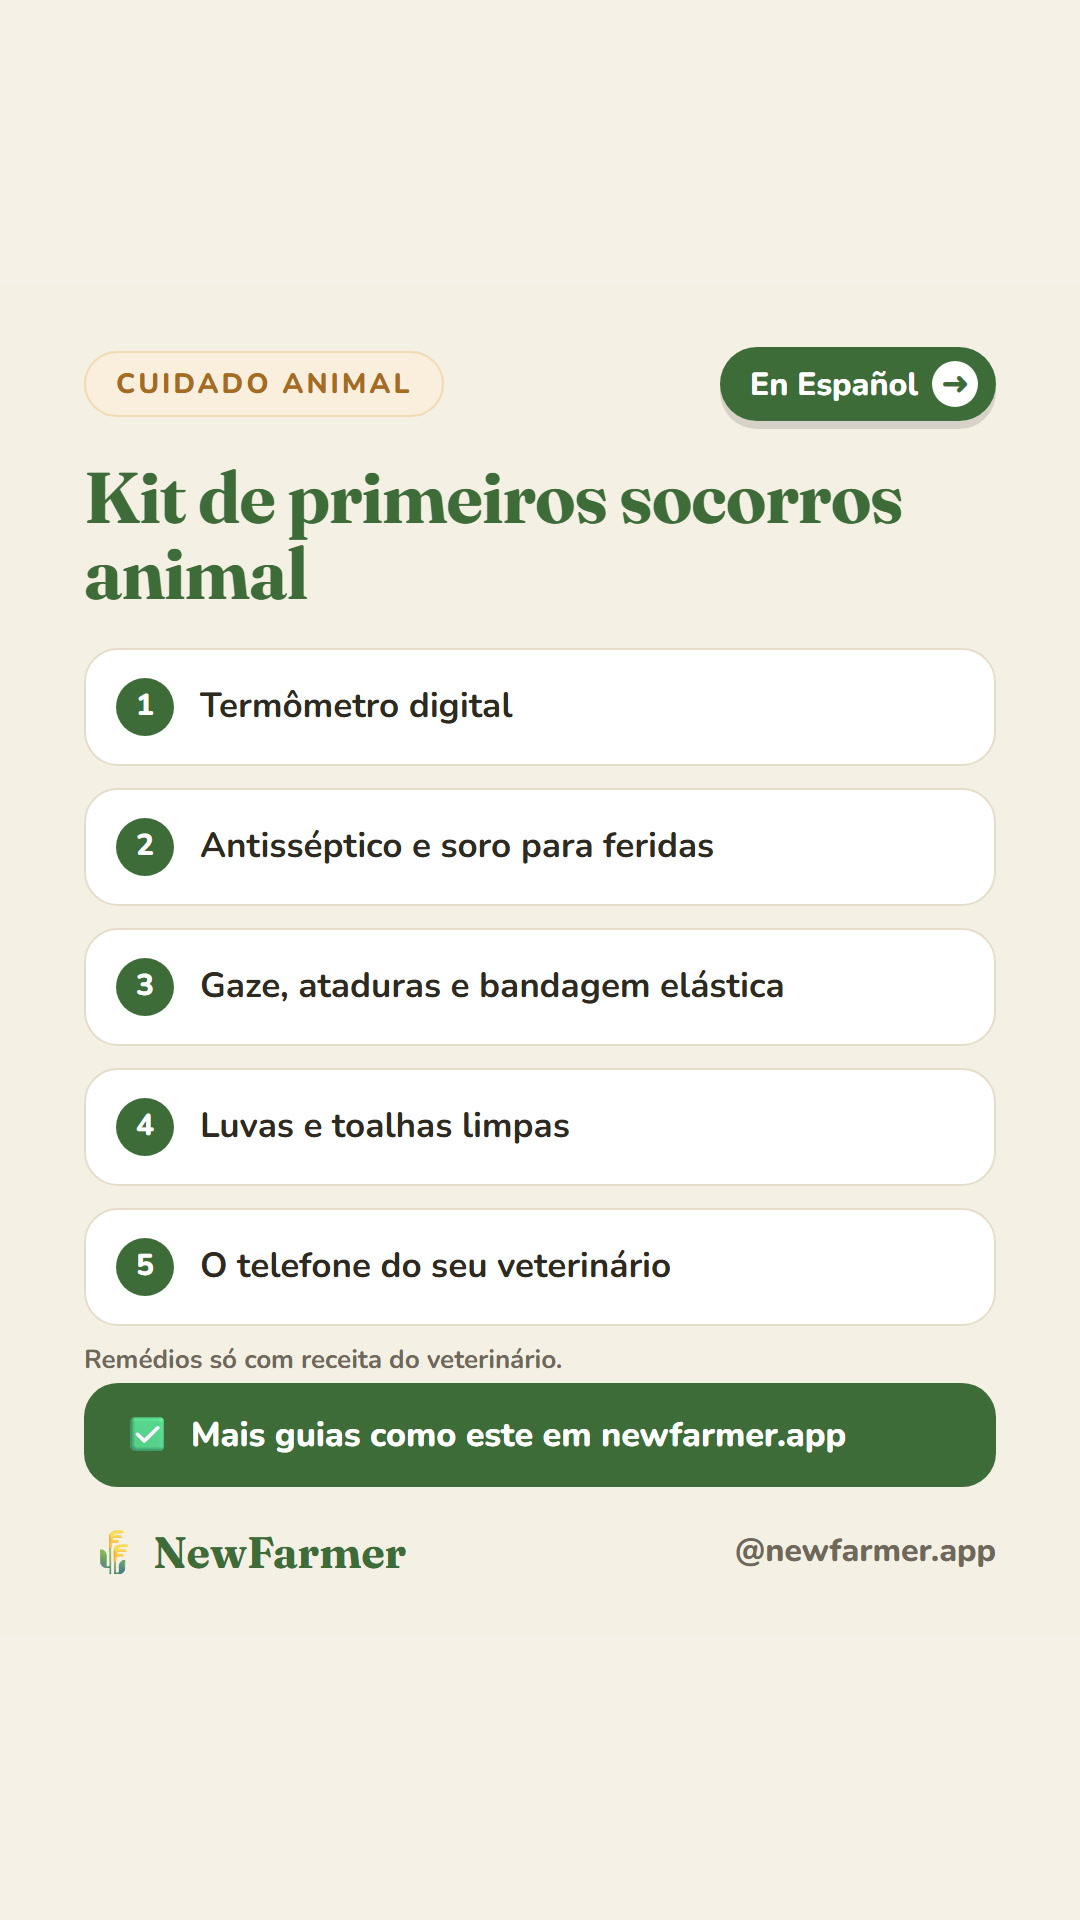 CUIDADO ANIMAL
En Español
Kit de primeiros socorros
animal
1 Termômetro digital
2 Antisséptico e soro para feridas
3 Gaze, ataduras e bandagem elástica
4 Luvas e toalhas limpas
5 O telefone do seu veterinário
Remédios só com receita do veterinário.
Mais guias como este em newfarmer.app
NewFarmer
@newfarmer.app